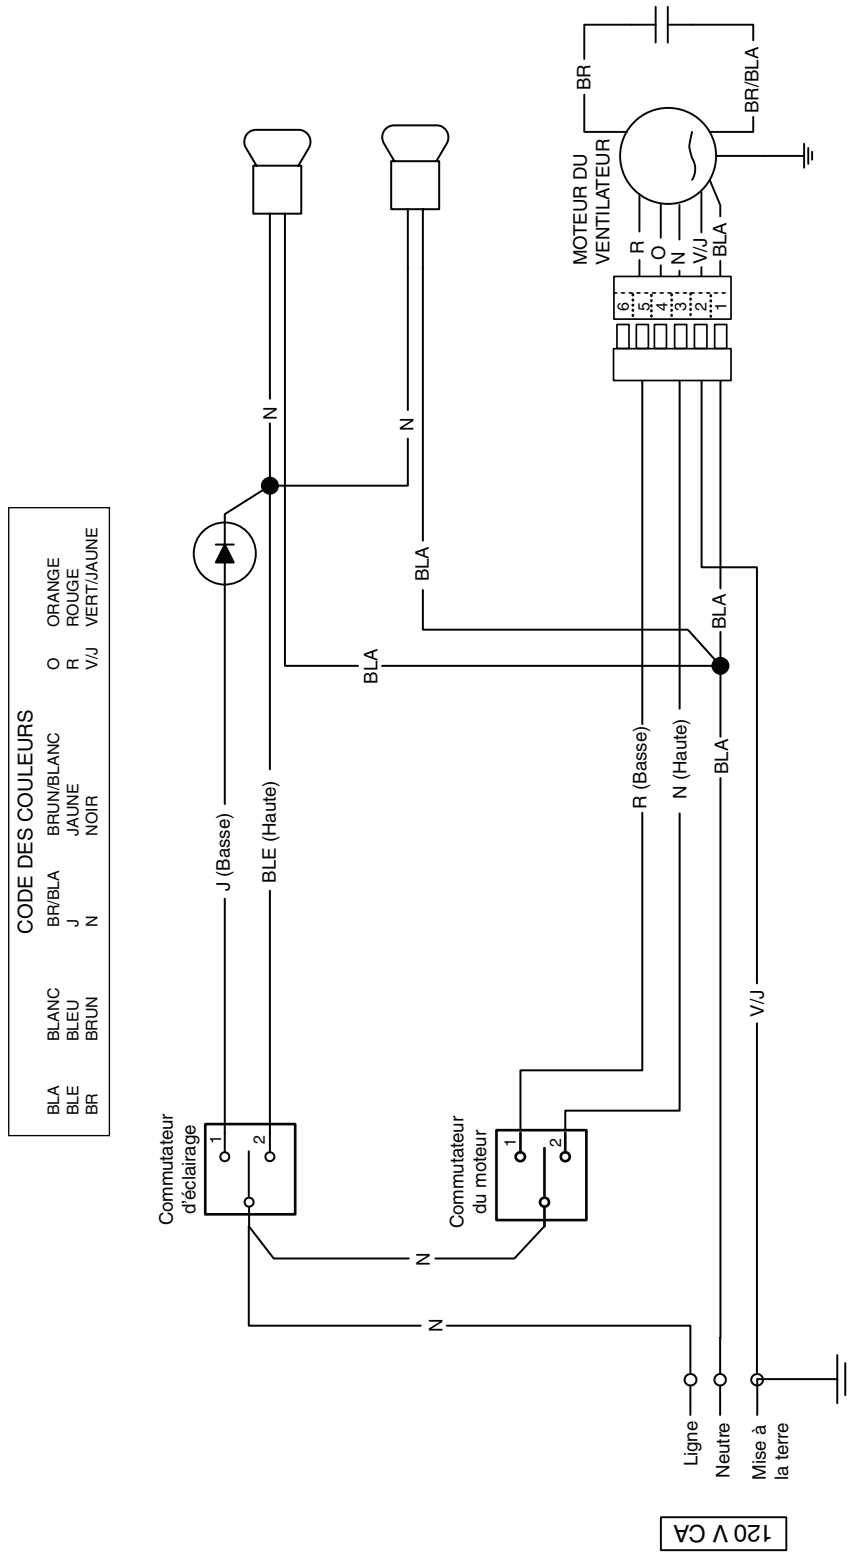 CODE DES COULEURS
BLA BLANC BR/BLA BRUN/BLANC O ORANGE
BLE BLEU J JAUNE R ROUGE
BR BRUN N NOIR V/J VERT/JAUNE
Commutateur
d'éclairage
1
2
J (Basse)
BLE (Haute)
N
N
BLA
BLA
Commutateur
du moteur
1
2
N
N
R (Basse)
N (Haute)
BLA
BLA
V/J
6
5
4
3
2
1
R
O
N
V/J
BLA
MOTEUR DU
VENTILATEUR
BR
BR/BLA
Ligne
Neutre
Mise à
la terre
120 V CA